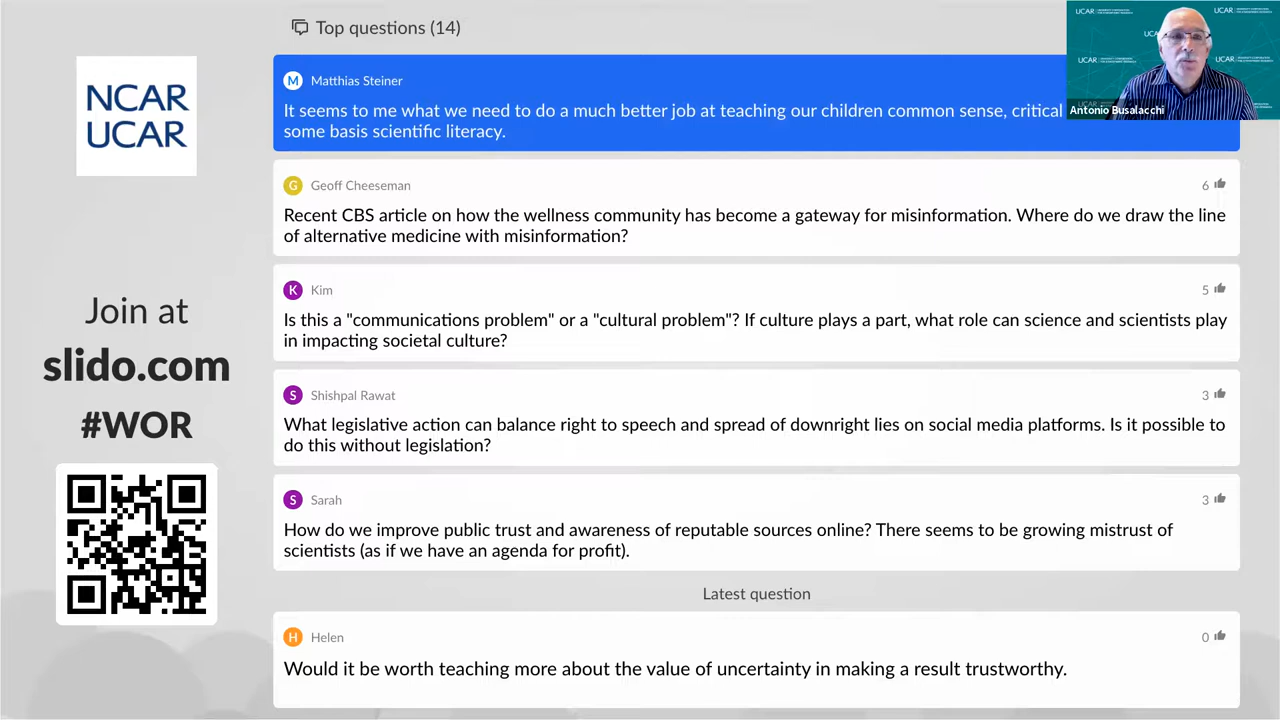 Top questions (14)
NCAR
UCAR
Join at
slido.com
#WOR
M Matthias Steiner
It seems to me what we need to do a much better job at teaching our children common sense, critical
some basis scientific literacy.
G Geoff Cheeseman 6
Recent CBS article on how the wellness community has become a gateway for misinformation. Where do we draw the line
of alternative medicine with misinformation?
K Kim 5
Is this a "communications problem" or a "cultural problem"? If culture plays a part, what role can science and scientists play
in impacting societal culture?
S Shishpal Rawat 3
What legislative action can balance right to speech and spread of downright lies on social media platforms. Is it possible to
do this without legislation?
S Sarah 3
How do we improve public trust and awareness of reputable sources online? There seems to be growing mistrust of
scientists (as if we have an agenda for profit).
Latest question
H Helen 0
Would it be worth teaching more about the value of uncertainty in making a result trustworthy.
UCAR
UCAR
UCAR
UCAR
UCAR
Antonio Busalacchi